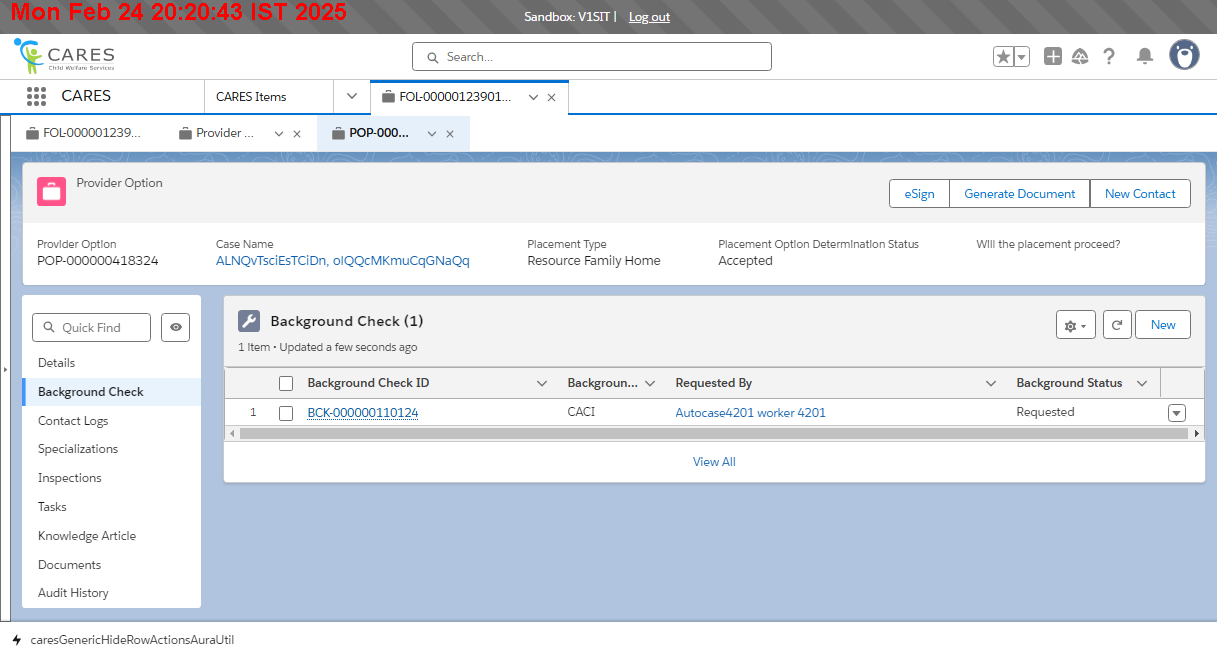 Mon Feb 24 20:20:43 IST 2025
Sandbox: V1SIT | Log out
CARES
Child Welfare Services
Search...
CARES
CARES Items
FOL-00000123901...
FOL-000001239...
Provider ...
POP-000...
Provider Option
eSign
Generate Document
New Contact
Provider Option
Case Name
Placement Type
Placement Option Determination Status
Will the placement proceed?
POP-000000418324
ALNQvTsciEsTCiDn, olQQcMKmuCqGNaQq
Resource Family Home
Accepted
Quick Find
Details
Background Check
Contact Logs
Specializations
Inspections
Tasks
Knowledge Article
Documents
Audit History
Background Check (1)
1 Item • Updated a few seconds ago
New
Background Check ID
Backgroun...
Requested By
Background Status
1
BCK-000000110124
CACI
Autocase4201 worker 4201
Requested
View All
caresGenericHideRowActionsAuraUtil